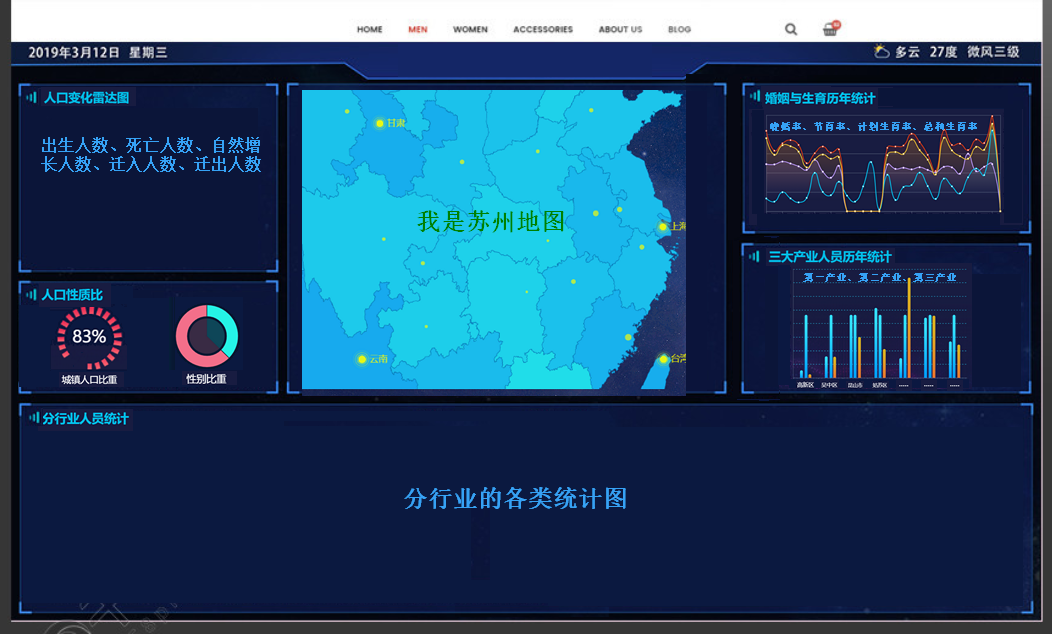 HOME MEN WOMEN ACCESSORIES ABOUT US BLOG
2019年3月12日 星期三
多云 27度 微风三级
人口变化雷达图
出生人数、死亡人数、自然增
长人数、迁入人数、迁出人数
人口性质比
83%
城镇人口比重
性别比重
甘肃
我是苏州地图
上海
云南
台湾
婚姻与生育历年统计
晚婚率、节育率、计划生育率、总和生育率
三大产业人员历年统计
第一产业、第二产业、第三产业
高新区 吴中区 昆山市 姑苏区 ...... ...... ......
分行业人员统计
分行业的各类统计图